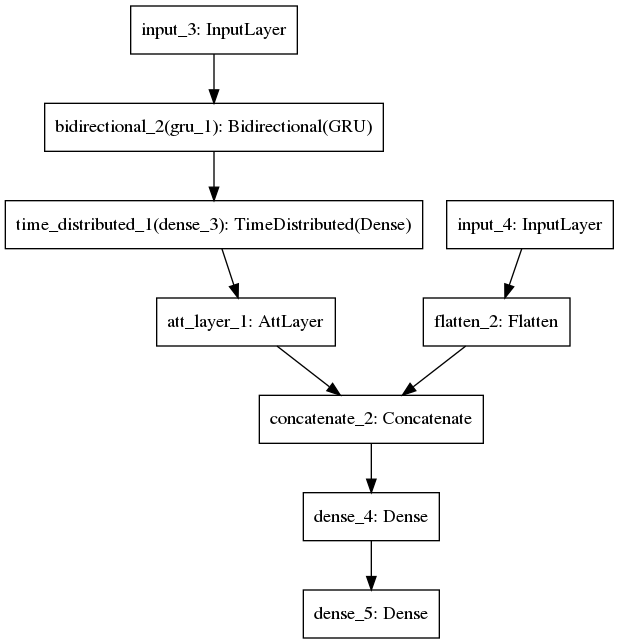 input_3: InputLayer
bidirectional_2(gru_1): Bidirectional(GRU)
time_distributed_1(dense_3): TimeDistributed(Dense)
input_4: InputLayer
att_layer_1: AttLayer
flatten_2: Flatten
concatenate_2: Concatenate
dense_4: Dense
dense_5: Dense